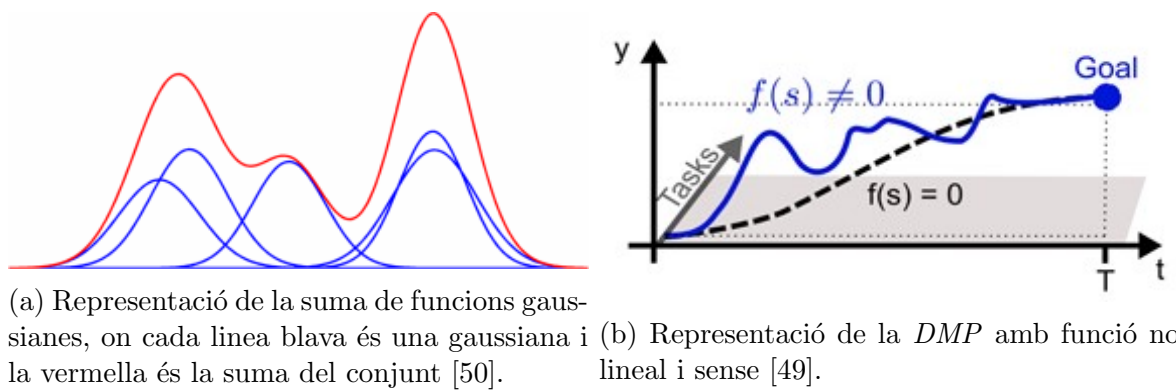 y
Goal
f(s) ≠ 0
Tasks
f(s) = 0
T
t
(a) Representació de la suma de funcions gaus-
sianes, on cada linea blava és una gaussiana i
la vermella és la suma del conjunt [50].
(b) Representació de la DMP amb funció no
lineal i sense [49].